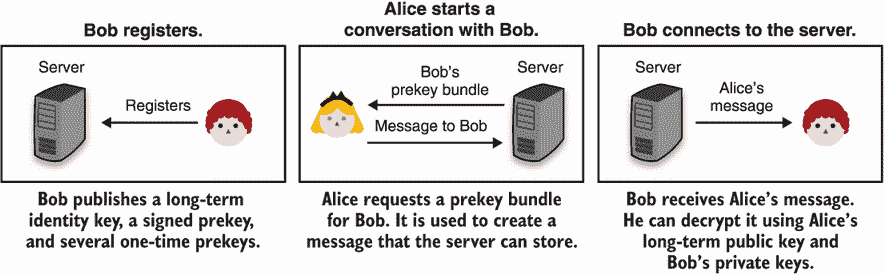 Bob registers.
Server
Registers
Bob publishes a long-term
identity key, a signed prekey,
and several one-time prekeys.
Alice starts a
conversation with Bob.
Bob's
prekey bundle
Server
Message to Bob
Alice requests a prekey bundle
for Bob. It is used to create a
message that the server can store.
Bob connects to the server.
Server
Alice's
message
Bob receives Alice's message.
He can decrypt it using Alice's
long-term public key and
Bob's private keys.